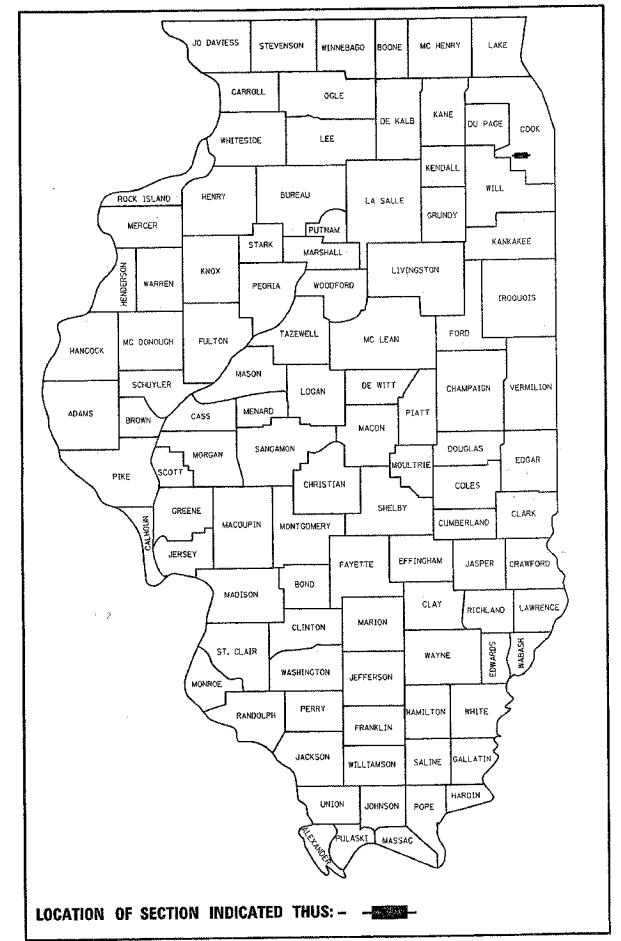 JO DAVIESS STEVENSON WINNEBAGO BOONE MC HENRY LAKE
CARROLL OGLE DE KALB KANE DU PAGE COOK
WHITESIDE LEE
KENDALL WILL
ROCK ISLAND HENRY BUREAU LA SALLE
MERCER PUTNAM GRUNDY
STARK MARSHALL KANKAKEE
HENDERSON WARREN KNOX PEORIA WOODFORD LIVINGSTON IROQUOIS
HANCOCK MC DONOUGH FULTON TAZEWELL MC LEAN FORD
MASON
SCHUYLER LOGAN DE WITT CHAMPAIGN VERMILION
ADAMS BROWN CASS MENARD PIATT
MACON
SANGAMON DOUGLAS
PIKE SCOTT MORGAN MOULTRIE EDGAR
CHRISTIAN COLES
GREENE MACOUPIN MONTGOMERY SHELBY CLARK
CALHOUN JERSEY CUMBERLAND
FAYETTE EFFINGHAM JASPER CRAWFORD
MADISON BOND
CLAY RICHLAND LAWRENCE
CLINTON MARION
ST. CLAIR WAYNE EDWARDS WABASH
WASHINGTON JEFFERSON
MONROE
RANDOLPH PERRY HAMILTON WHITE
FRANKLIN
JACKSON WILLIAMSON SALINE GALLATIN
UNION JOHNSON POPE HARDIN
ALEXANDER PULASKI MASSAC
LOCATION OF SECTION INDICATED THUS: -